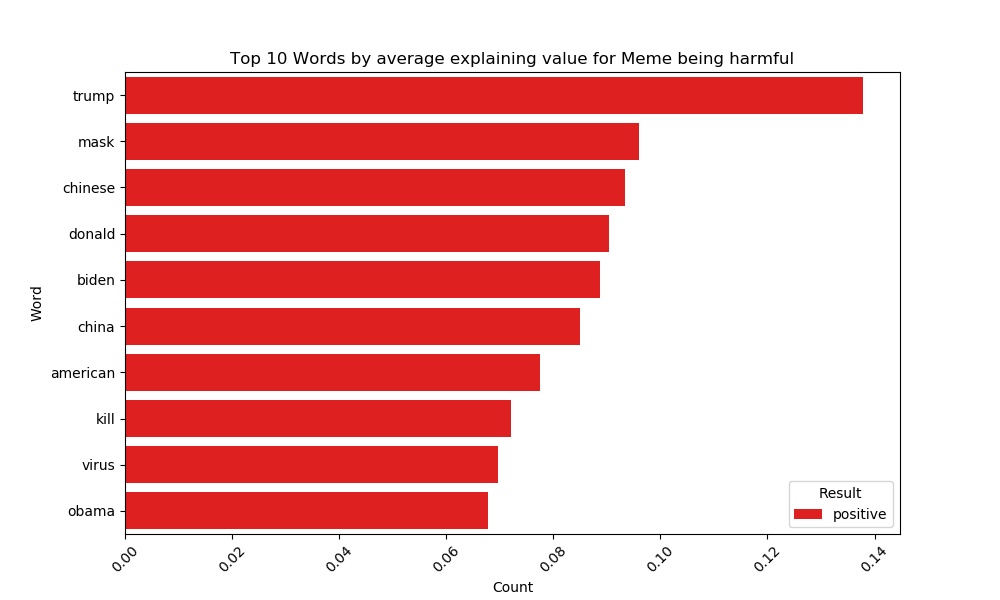 Top 10 Words by average explaining value for Meme being harmful
Word
trump
mask
chinese
donald
biden
china
american
kill
virus
obama
Result
positive
0.00 0.02 0.04 0.06 0.08 0.10 0.12 0.14
Count